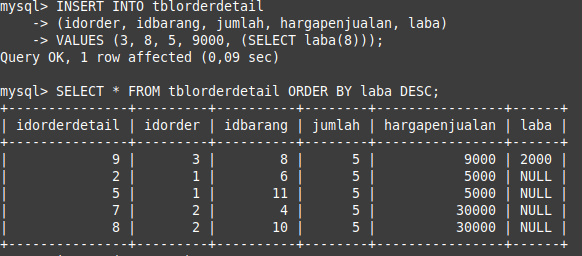 mysql> INSERT INTO tblorderdetail
    -> (idorder, idbarang, jumlah, hargapenjualan, laba)
    -> VALUES (3, 8, 5, 9000, (SELECT laba(8)));
Query OK, 1 row affected (0,09 sec)

mysql> SELECT * FROM tblorderdetail ORDER BY laba DESC;
+---------------+---------+----------+--------+----------------+------+
| idorderdetail | idorder | idbarang | jumlah | hargapenjualan | laba |
+---------------+---------+----------+--------+----------------+------+
|             9 |       3 |        8 |      5 |           9000 | 2000 |
|             2 |       1 |        6 |      5 |           5000 | NULL |
|             5 |       1 |       11 |      5 |           5000 | NULL |
|             7 |       2 |        4 |      5 |          30000 | NULL |
|             8 |       2 |       10 |      5 |          30000 | NULL |
+---------------+---------+----------+--------+----------------+------+